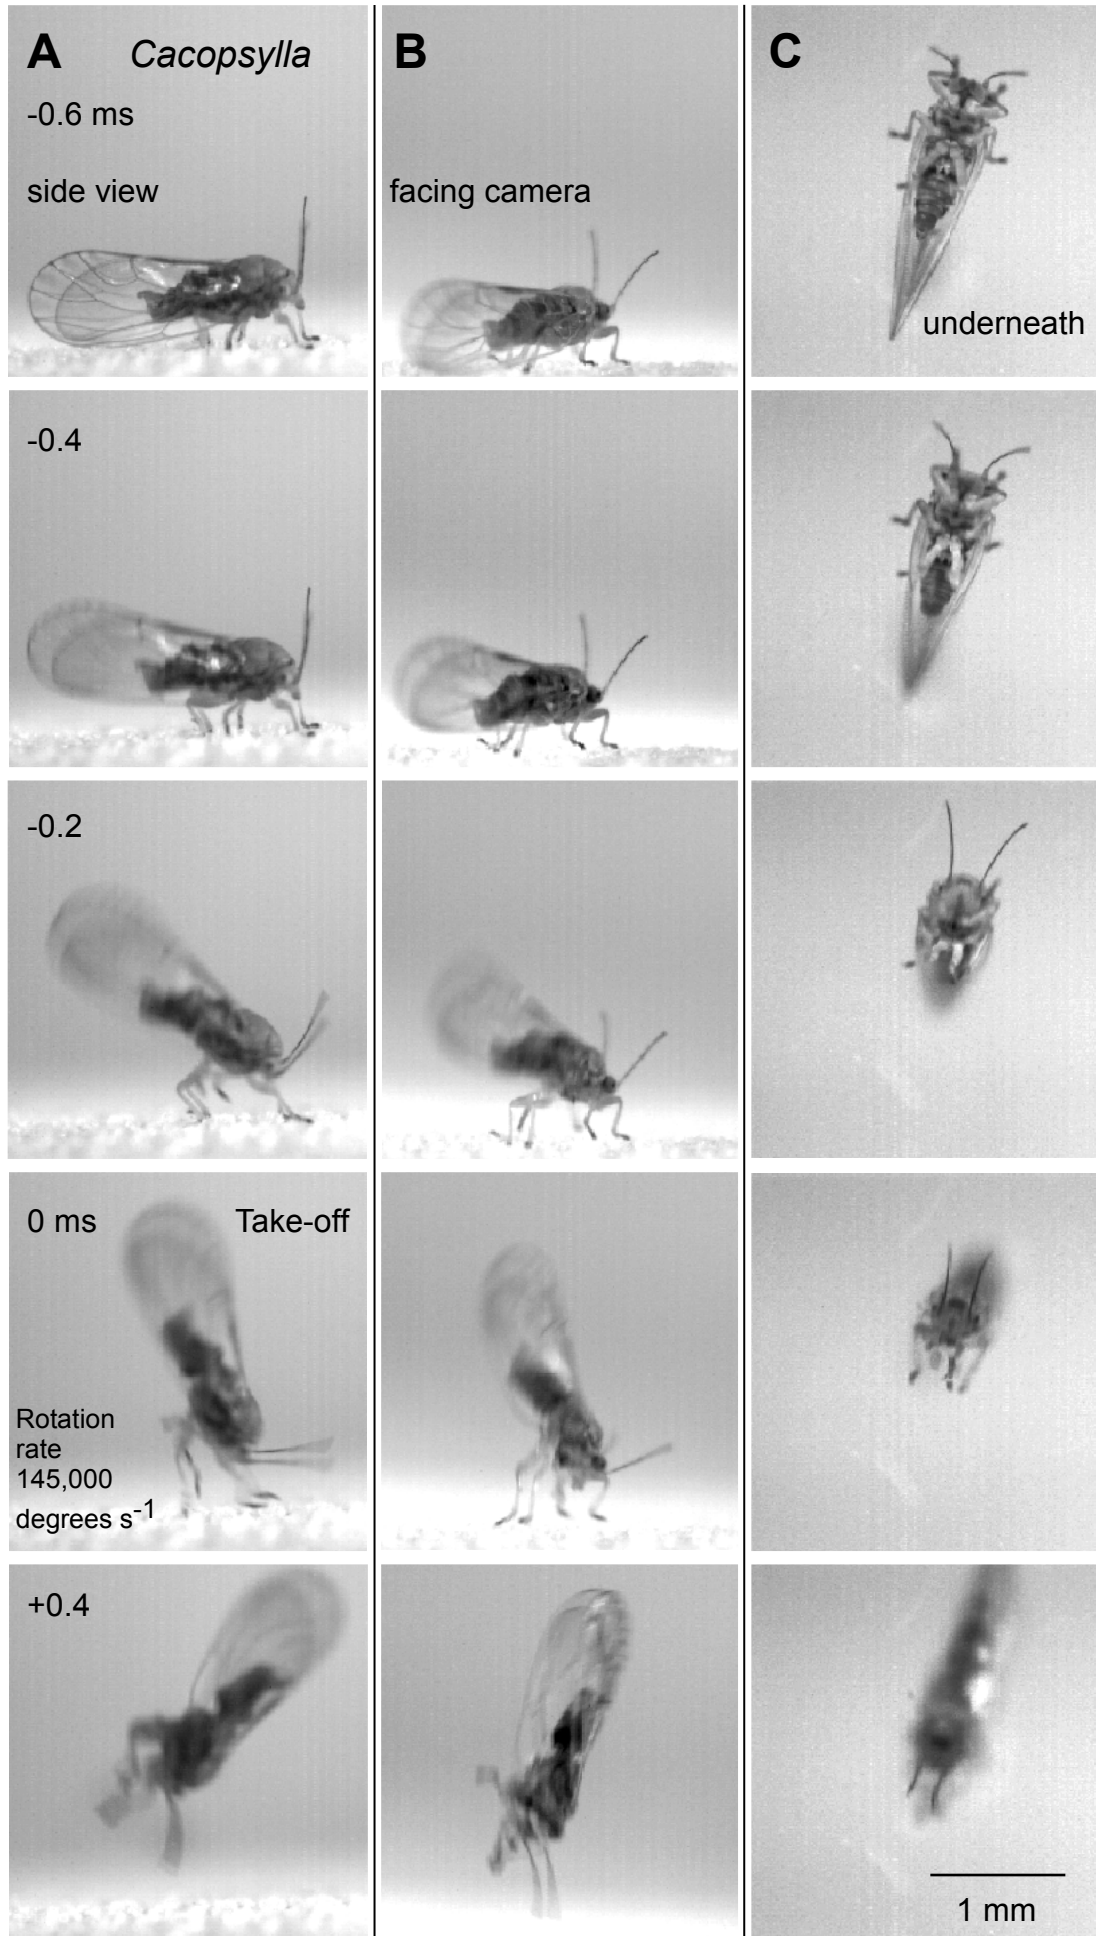 A Cacopsylla
-0.6 ms
side view
B
facing camera
C
underneath
-0.4
-0.2
0 ms Take-off
Rotation
rate
145,000
degrees s⁻¹
+0.4
1 mm